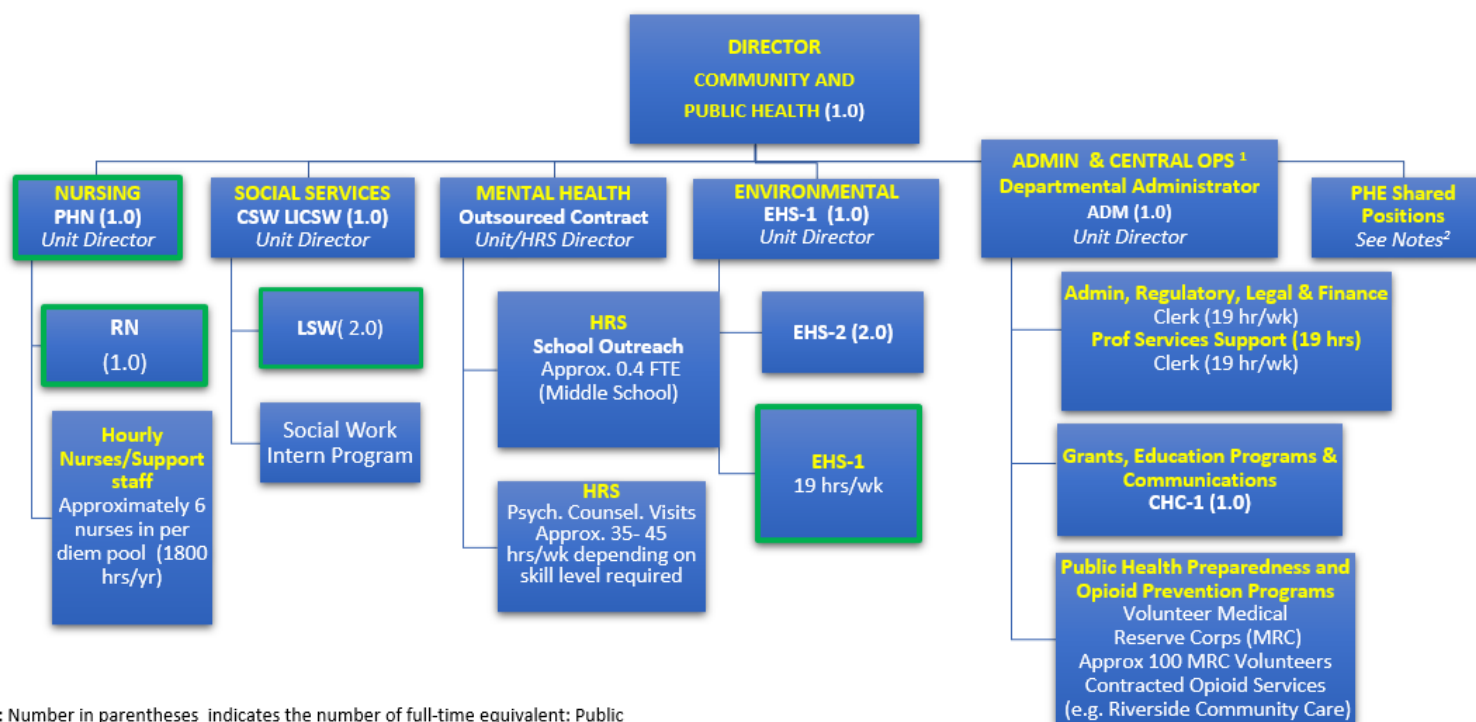 DIRECTOR
COMMUNITY AND
PUBLIC HEALTH (1.0)
NURSING
PHN (1.0)
Unit Director
SOCIAL SERVICES
CSW LICSW (1.0)
Unit Director
MENTAL HEALTH
Outsourced Contract
Unit/HRS Director
ENVIRONMENTAL
EHS-1 (1.0)
Unit Director
ADMIN & CENTRAL OPS ¹
Departmental Administrator
ADM (1.0)
Unit Director
PHE Shared
Positions
See Notes²
RN
(1.0)
Hourly
Nurses/Support
staff
Approximately 6
nurses in per
diem pool (1800
hrs/yr)
LSW( 2.0)
Social Work
Intern Program
HRS
School Outreach
Approx. 0.4 FTE
(Middle School)
HRS
Psych. Counsel. Visits
Approx. 35- 45
hrs/wk depending on
skill level required
EHS-2 (2.0)
EHS-1
19 hrs/wk
Admin, Regulatory, Legal & Finance
Clerk (19 hr/wk)
Prof Services Support (19 hrs)
Clerk (19 hr/wk)
Grants, Education Programs &
Communications
CHC-1 (1.0)
Public Health Preparedness and
Opioid Prevention Programs
Volunteer Medical
Reserve Corps (MRC)
Approx 100 MRC Volunteers
Contracted Opioid Services
(e.g. Riverside Community Care)
: Number in parentheses indicates the number of full-time equivalent: Public